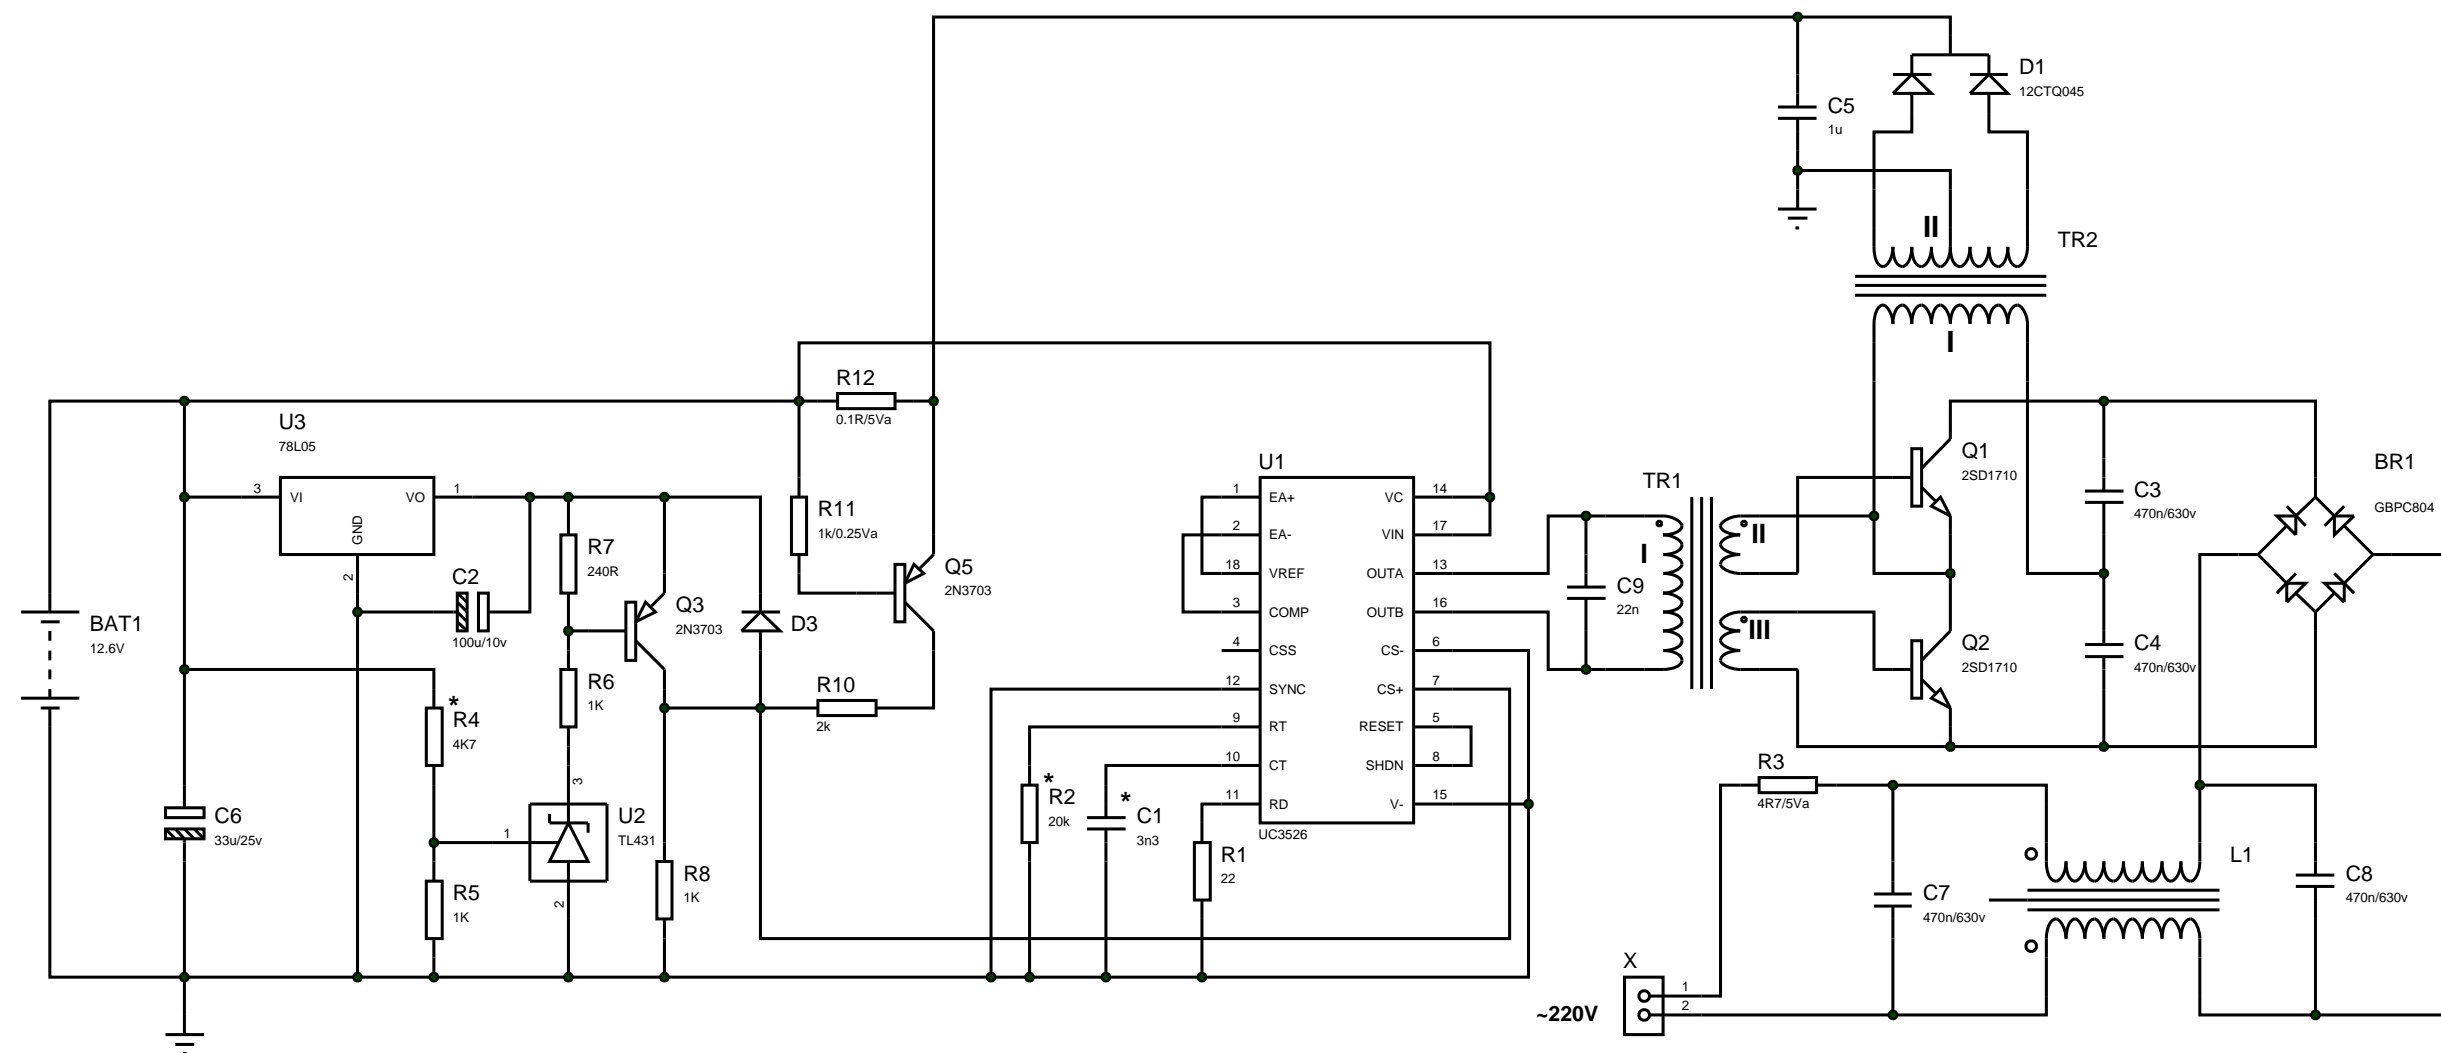 D1
12CTQ045
C5
1u
II
TR2
I
R12
0.1R/5Va
U3
78L05
3
VI
VO
1
GND
2
C2
100u/10v
R7
240R
Q3
2N3703
D3
R11
1k/0.25Va
Q5
2N3703
BAT1
12.6V
R6
1K
R10
2k
*
R4
4K7
C6
33u/25v
1
3
U2
TL431
2
R5
1K
R8
1K
U1
1
EA+
VC
14
2
EA-
VIN
17
18
VREF
OUTA
13
3
COMP
OUTB
16
4
CSS
CS-
6
12
SYNC
CS+
7
9
RT
RESET
5
10
CT
SHDN
8
11
RD
V-
15
UC3526
*
R2
20k
*
C1
3n3
R1
22
TR1
I
II
III
C9
22n
Q1
2SD1710
Q2
2SD1710
C3
470n/630v
C4
470n/630v
BR1
GBPC804
R3
4R7/5Va
L1
C7
470n/630v
C8
470n/630v
X
1
2
~220V